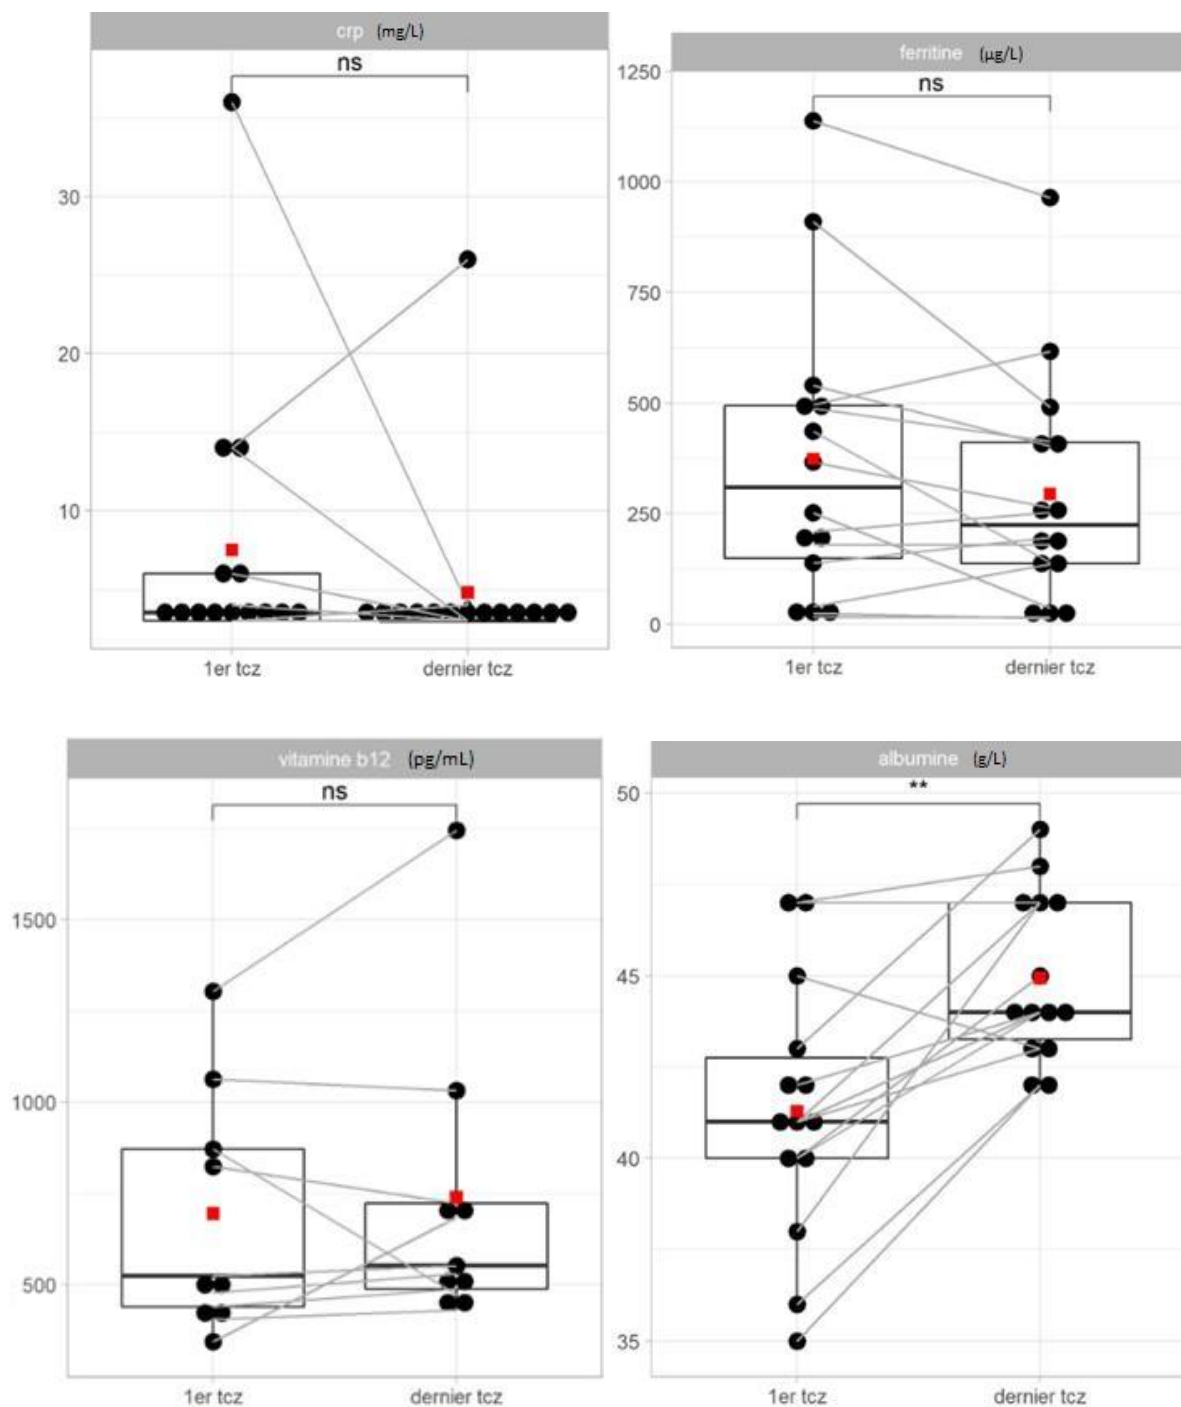 crp (mg/L)
ns
30
20
10
1er tcz
dernier tcz
ferritine (µg/L)
ns
1250
1000
750
500
250
0
1er tcz
dernier tcz
vitamine b12 (pg/mL)
ns
1500
1000
500
1er tcz
dernier tcz
albumine (g/L)
**
50
45
40
35
1er tcz
dernier tcz